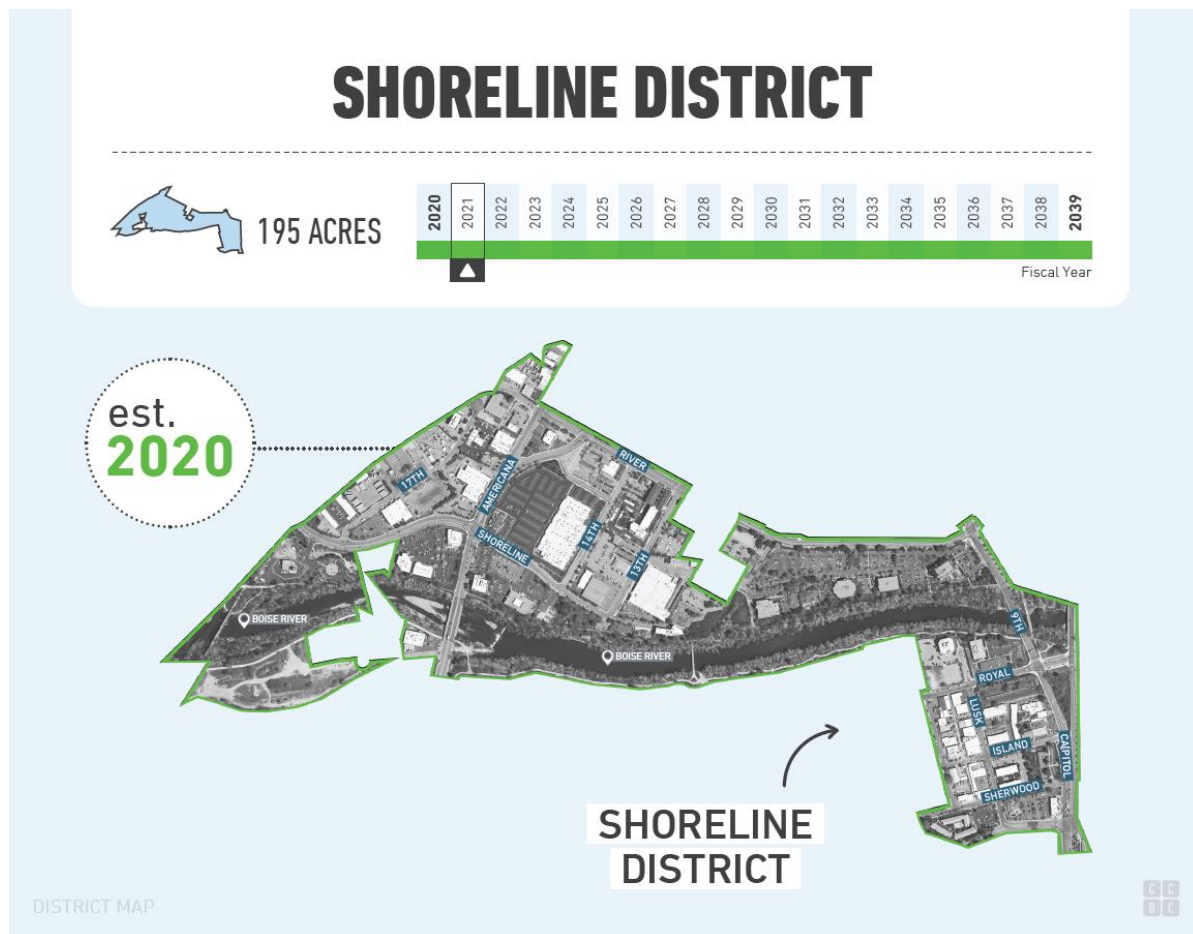 SHORELINE DISTRICT
195 ACRES
2020 2021 2022 2023 2024 2025 2026 2027 2028 2029 2030 2031 2032 2033 2034 2035 2036 2037 2038 2039
Fiscal Year
est.
2020
17TH
AMERICANA
RIVER
SHORELINE
14TH
13TH
BOISE RIVER
BOISE RIVER
9TH
ROYAL
LUSK
ISLAND
CAIPITOL
SHERWOOD
SHORELINE
DISTRICT
DISTRICT MAP
C C
D C